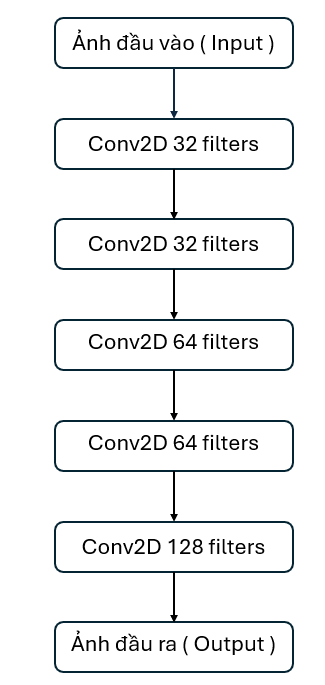 Ảnh đầu vào ( Input )
Conv2D 32 filters
Conv2D 32 filters
Conv2D 64 filters
Conv2D 64 filters
Conv2D 128 filters
Ảnh đầu ra ( Output )